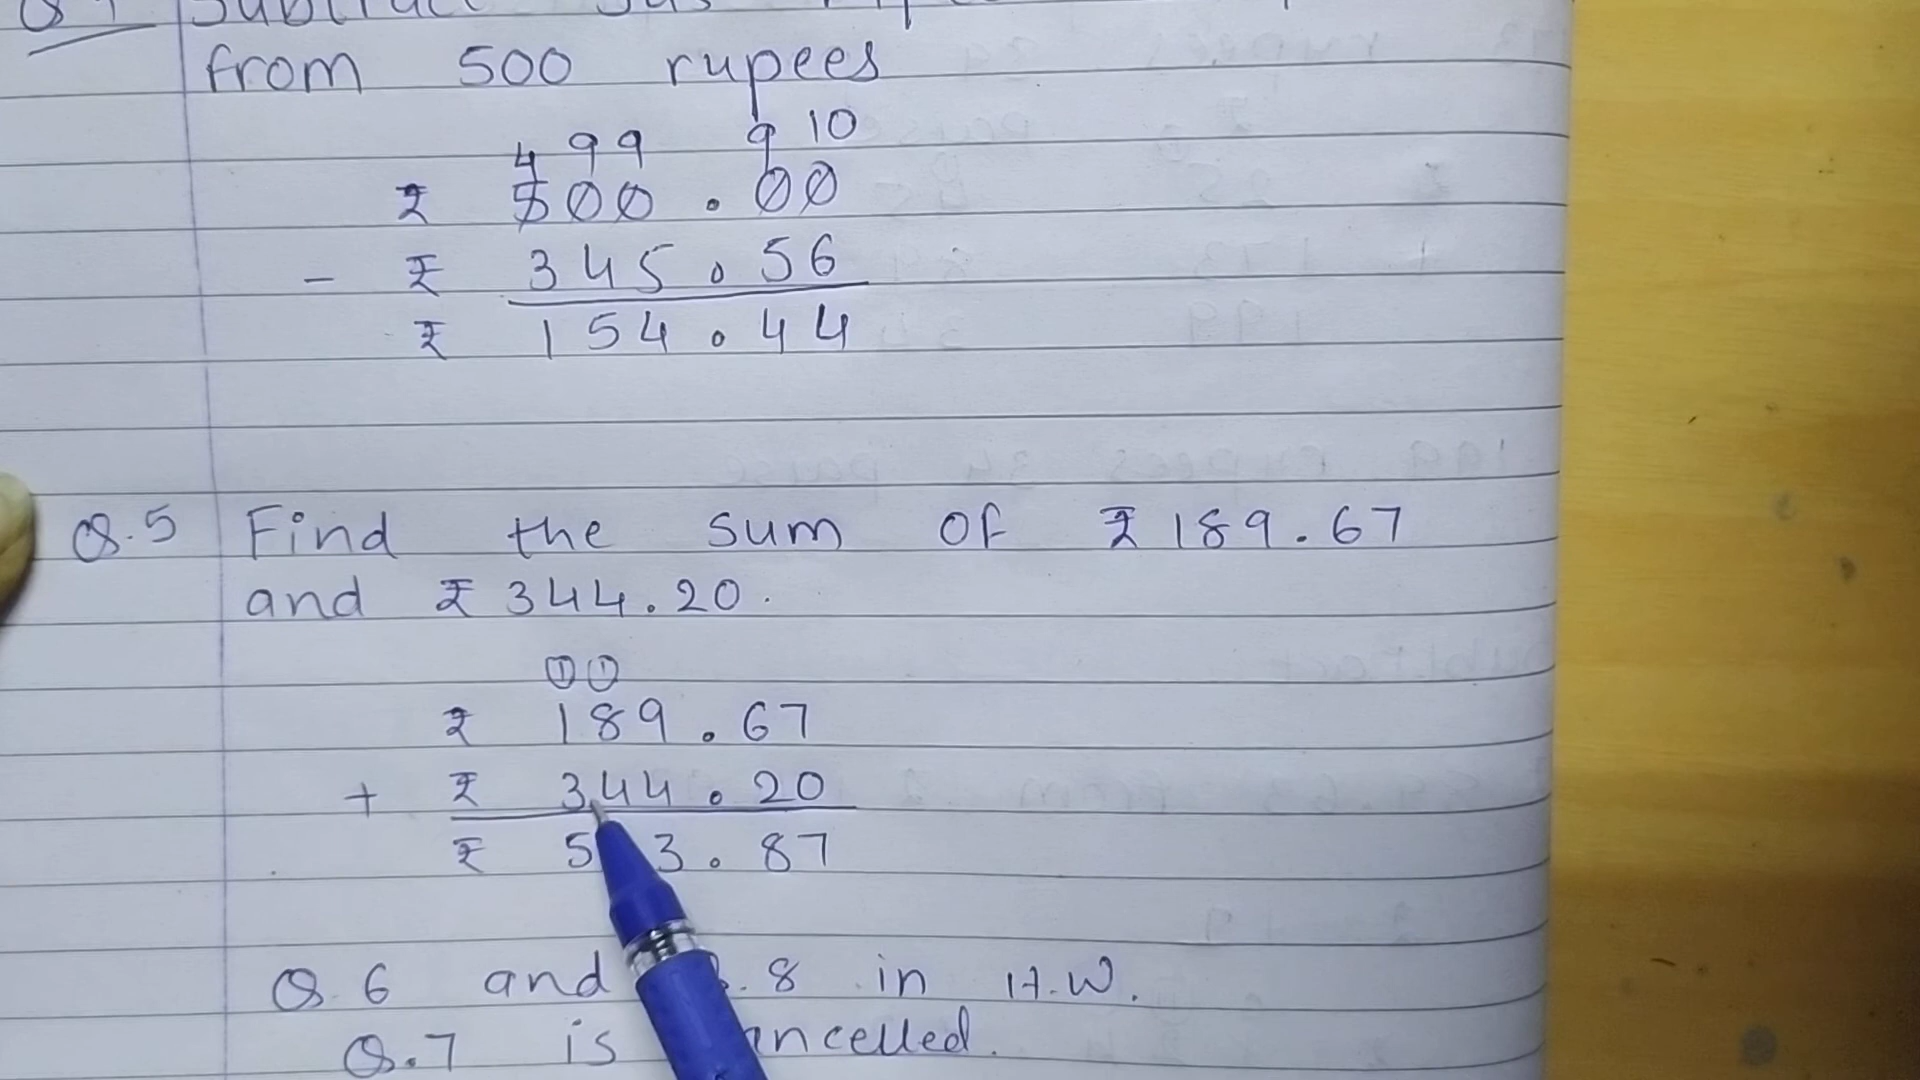 from 500 rupees
4 9 9 9 10
₹ 500.00
- ₹ 345.56
₹ 154.44
Q.5 Find the sum of ₹189.67
and ₹344.20.
1 1
₹ 189.67
+ ₹ 344.20
₹ 5 3.87
Q.6 and .8 in H.W.
Q.7 is ancelled.